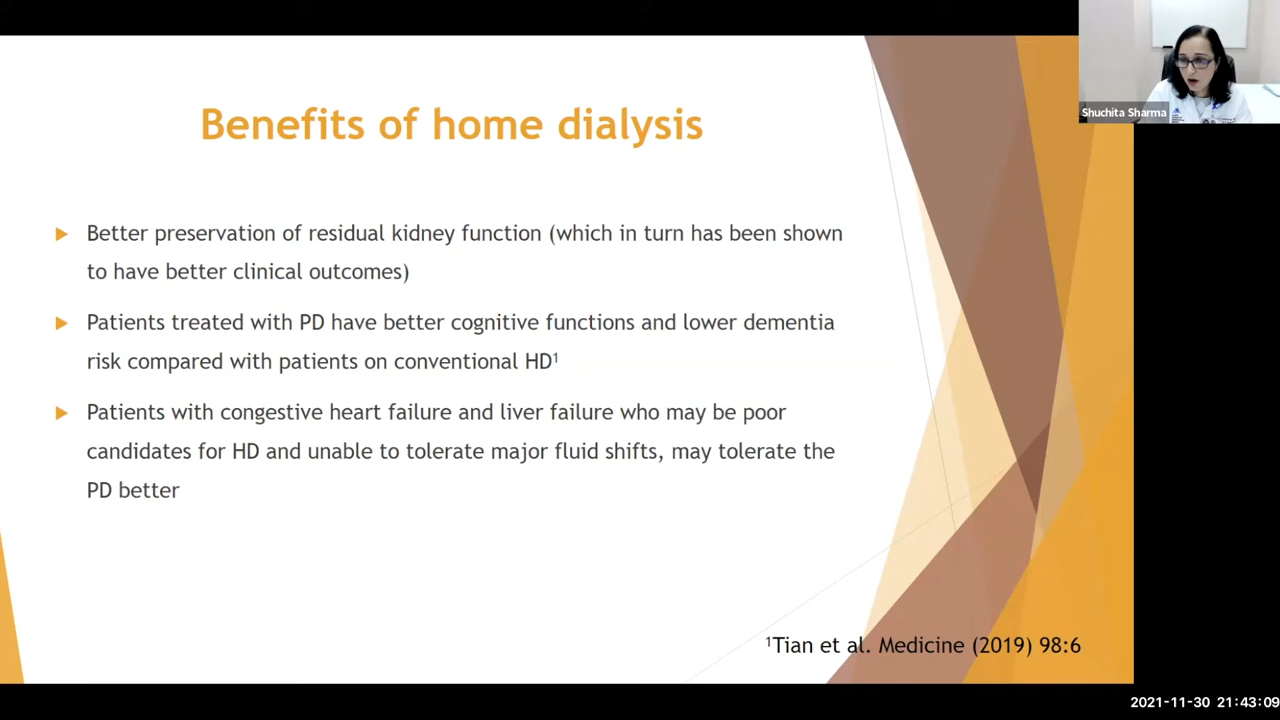 Benefits of home dialysis
Better preservation of residual kidney function (which in turn has been shown
to have better clinical outcomes)
Patients treated with PD have better cognitive functions and lower dementia
risk compared with patients on conventional HD¹
Patients with congestive heart failure and liver failure who may be poor
candidates for HD and unable to tolerate major fluid shifts, may tolerate the
PD better
¹Tian et al. Medicine (2019) 98:6
Shuchita Sharma
2021-11-30 21:43:09